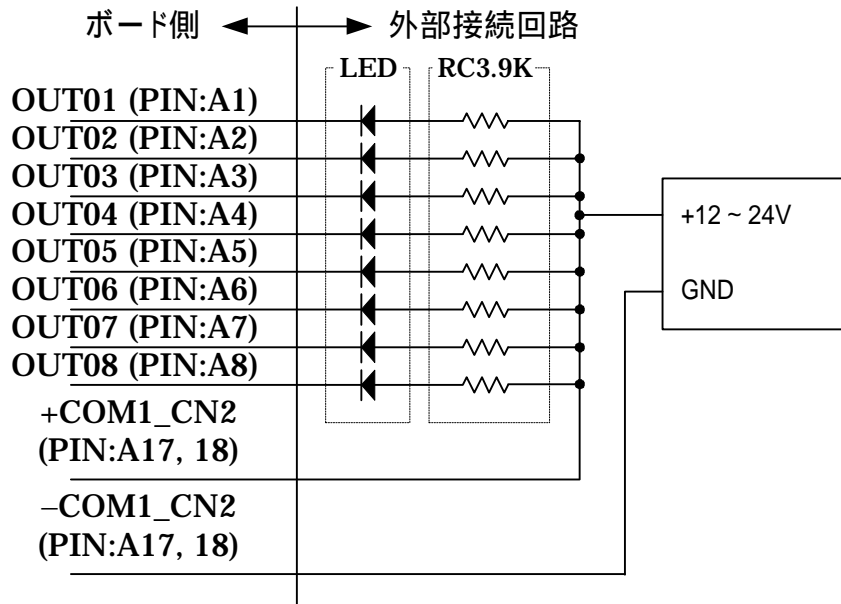 ボード側 外部接続回路
LED RC3.9K
OUT01 (PIN:A1)
OUT02 (PIN:A2)
OUT03 (PIN:A3)
OUT04 (PIN:A4)
OUT05 (PIN:A5)
OUT06 (PIN:A6)
OUT07 (PIN:A7)
OUT08 (PIN:A8)
+COM1_CN2
(PIN:A17, 18)
−COM1_CN2
(PIN:A17, 18)
+12 ~ 24V
GND